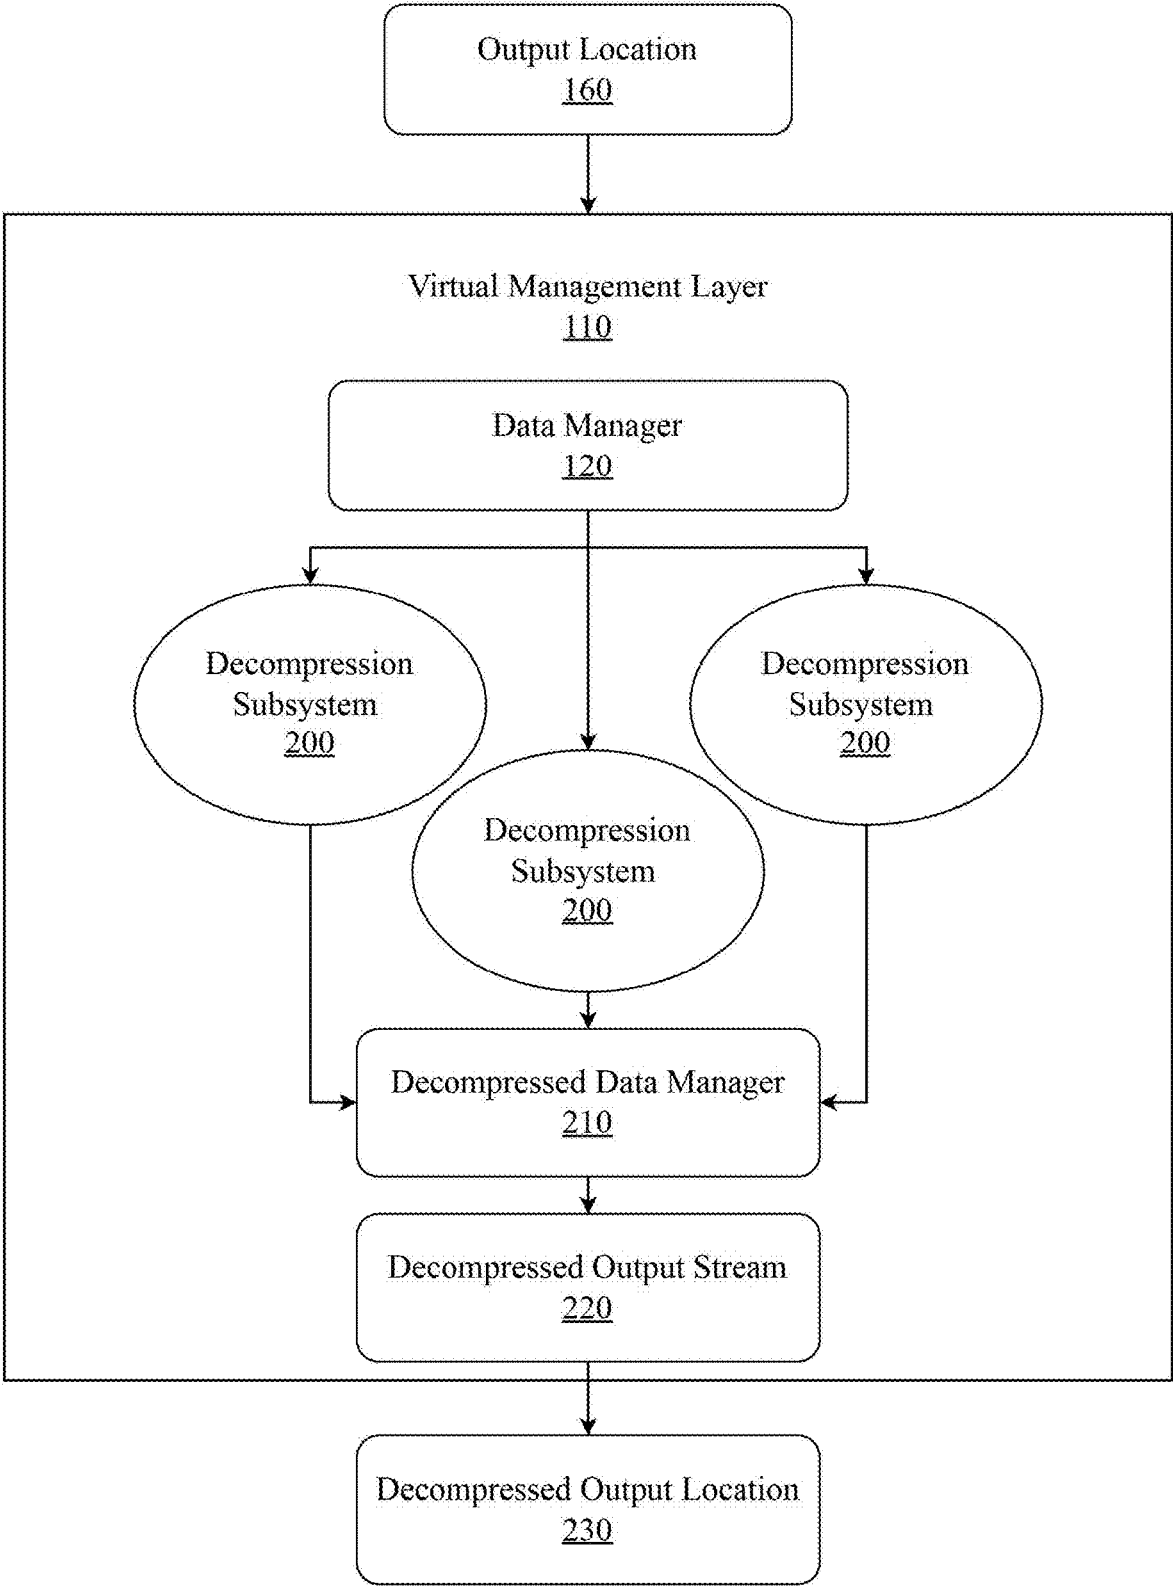 Output Location
160
Virtual Management Layer
110
Data Manager
120
Decompression
Subsystem
200
Decompression
Subsystem
200
Decompression
Subsystem
200
Decompressed Data Manager
210
Decompressed Output Stream
220
Decompressed Output Location
230